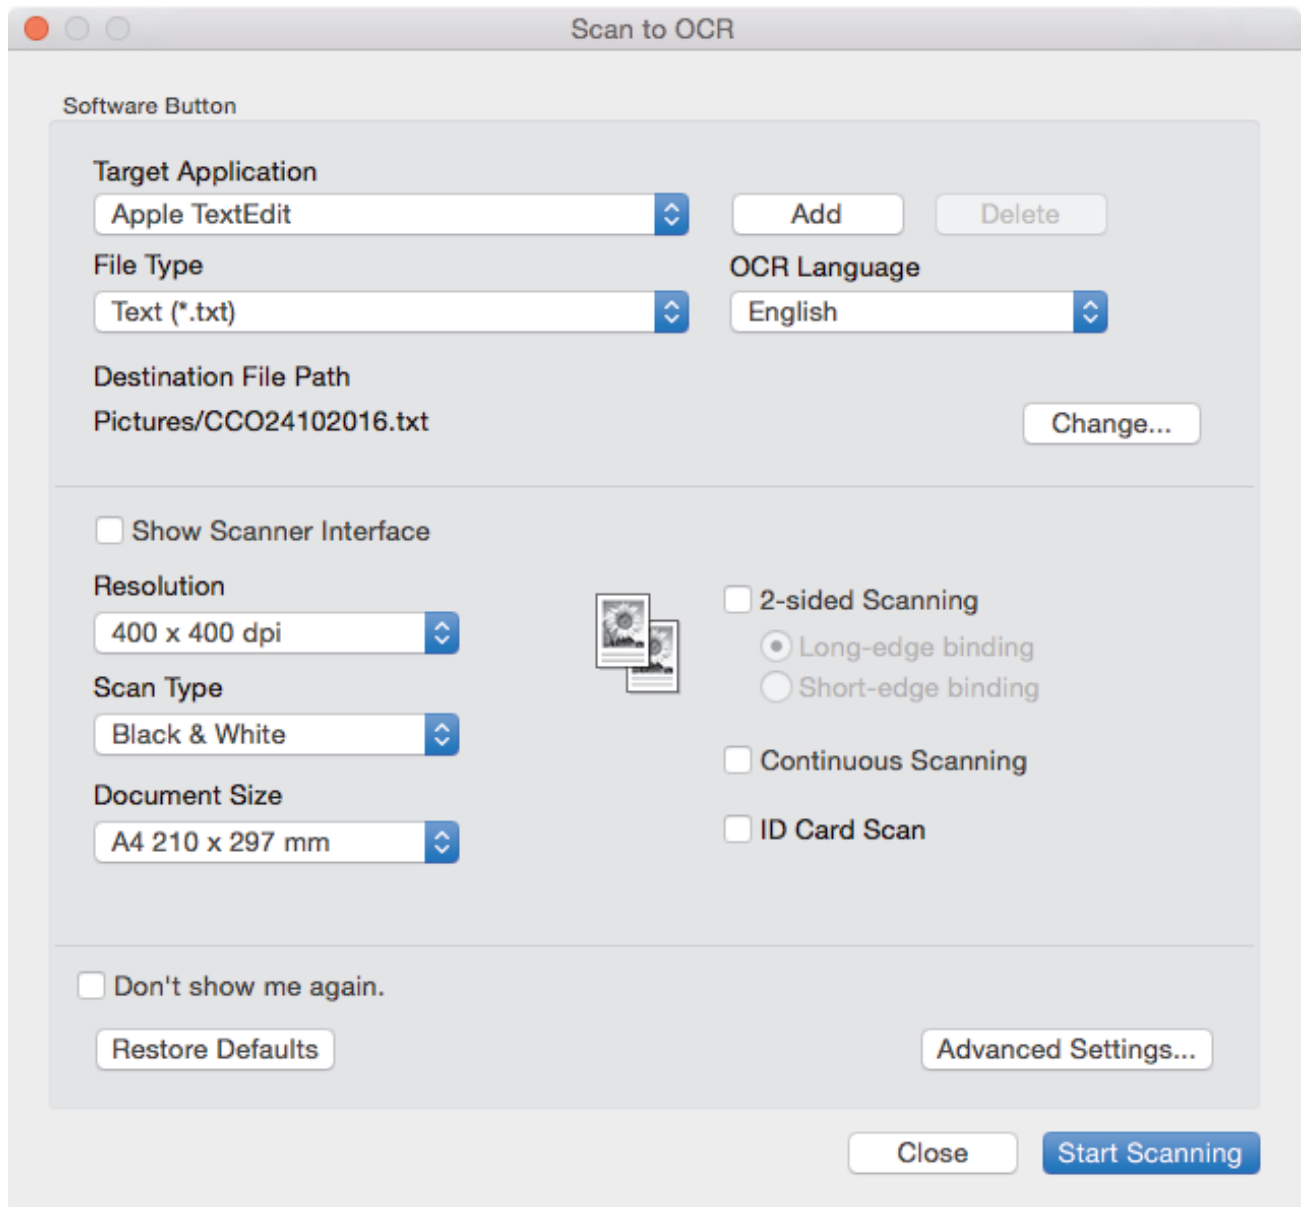 Scan to OCR
Software Button
Target Application
Apple TextEdit
Add
Delete
File Type
OCR Language
Text (*.txt)
English
Destination File Path
Pictures/CCO24102016.txt
Change...
Show Scanner Interface
Resolution
400 x 400 dpi
2-sided Scanning
Long-edge binding
Short-edge binding
Scan Type
Black & White
Continuous Scanning
Document Size
A4 210 x 297 mm
ID Card Scan
Don't show me again.
Restore Defaults
Advanced Settings...
Close
Start Scanning